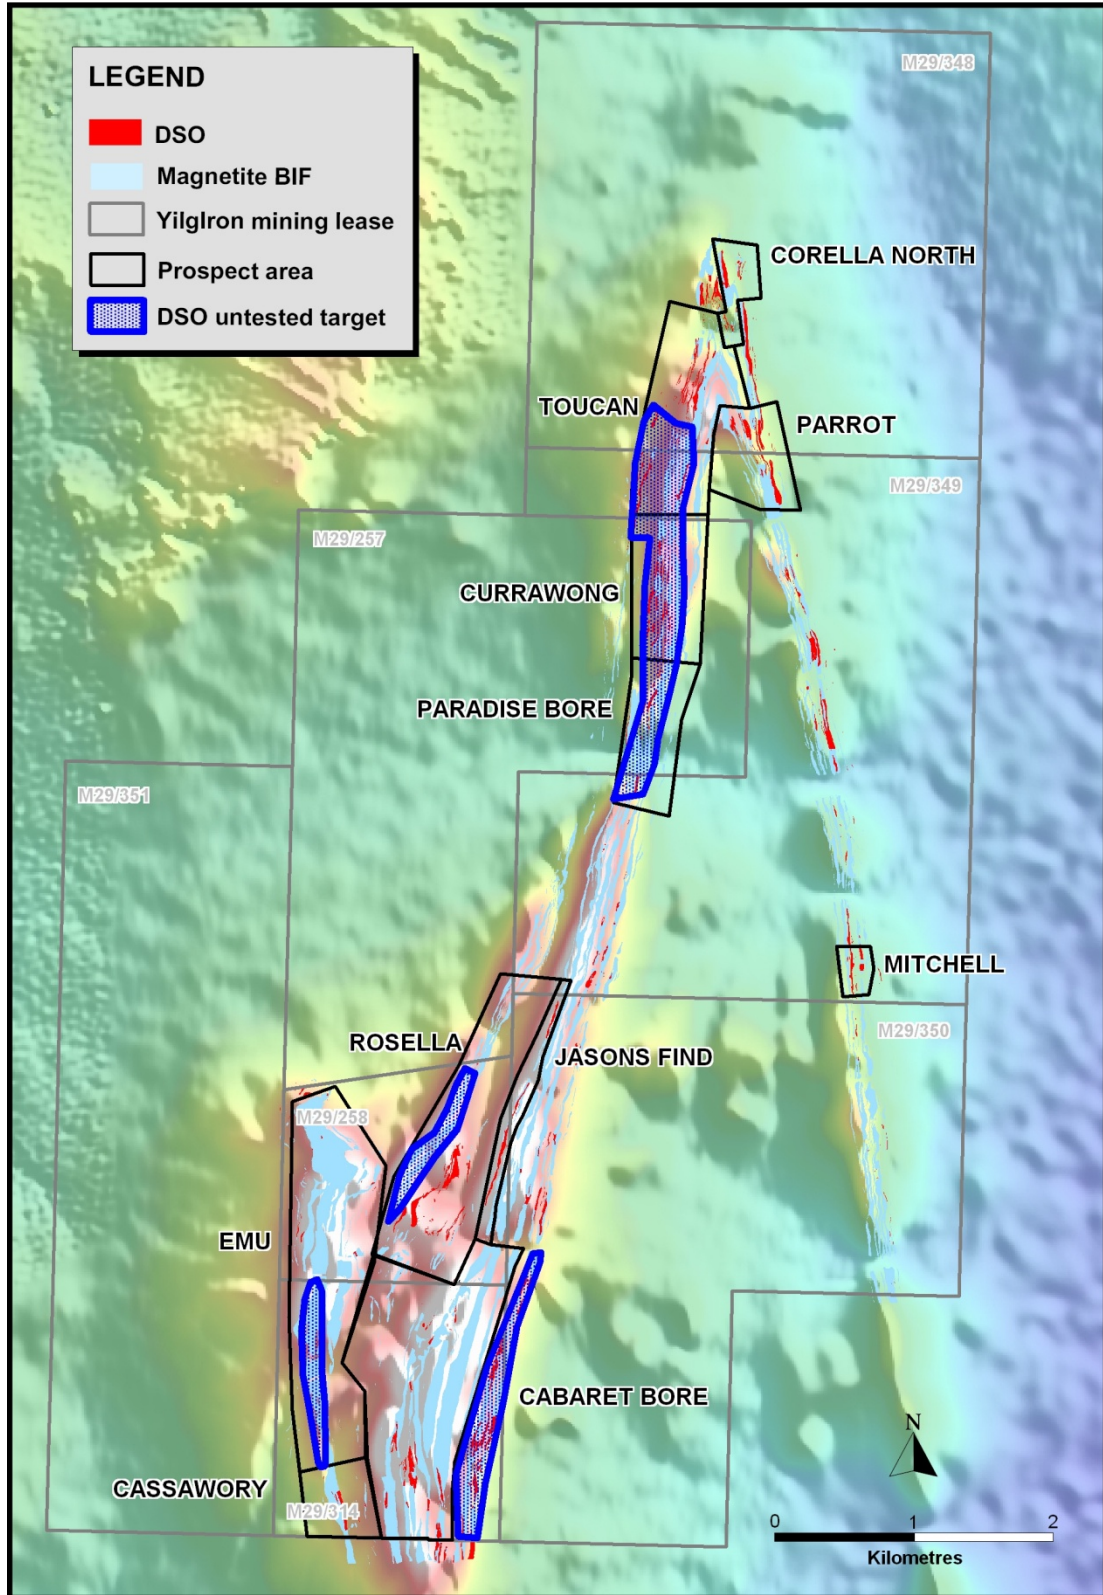 LEGEND
DSO
Magnetite BIF
YilgIron mining lease
Prospect area
DSO untested target
M29/348
CORELLA NORTH
TOUCAN
PARROT
M29/349
M29/257
CURRAWONG
PARADISE BORE
M29/351
MITCHELL
M29/350
ROSELLA
JASONS FIND
M29/258
EMU
CABARET BORE
CASSAWORY
M29/314
N
0 1 2
Kilometres